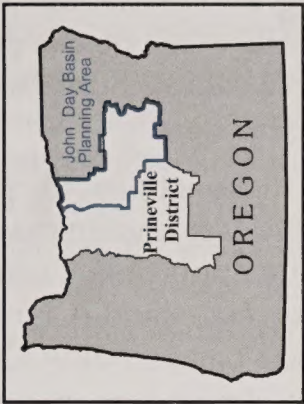 John Day Basin
Planning Area
Prineville
District
OREGON